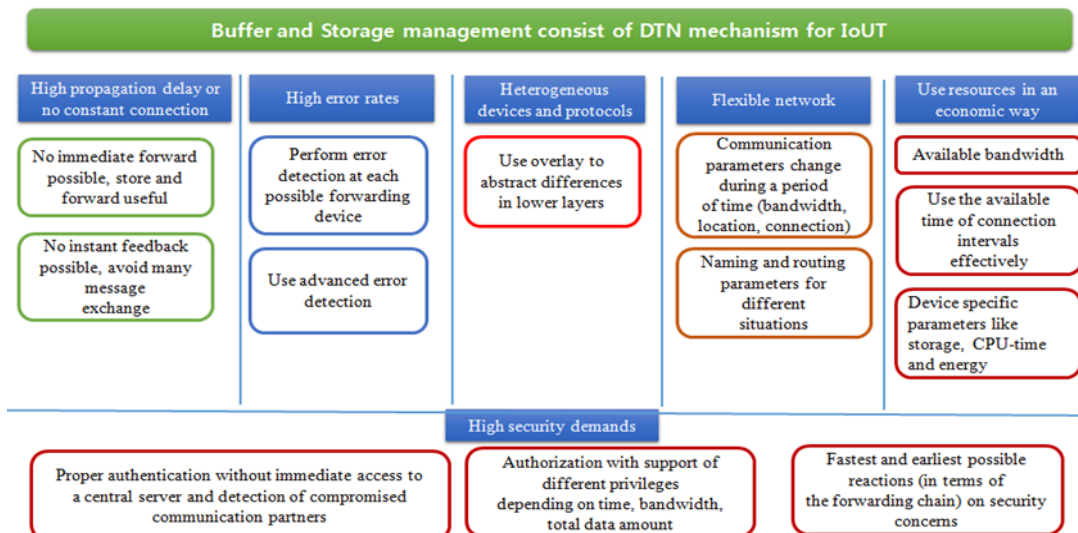 Buffer and Storage management consist of DTN mechanism for IoUT
High propagation delay or
no constant connection
No immediate forward
possible, store and
forward useful
No instant feedback
possible, avoid many
message
exchange
High error rates
Perform error
detection at each
possible forwarding
device
Use advanced error
detection
Heterogeneous
devices and protocols
Use overlay to
abstract differences
in lower layers
Flexible network
Communication
parameters change
during a period
of time (bandwidth,
location, connection)
Naming and routing
parameters for
different
situations
Use resources in an
economic way
Available bandwidth
Use the available
time of connection
intervals
effectively
Device specific
parameters like
storage, CPU-time
and energy
High security demands
Proper authentication without immediate access to
a central server and detection of compromised
communication partners
Authorization with support of
different privileges
depending on time, bandwidth,
total data amount
Fastest and earliest possible
reactions (in terms of
the forwarding chain) on security
concerns